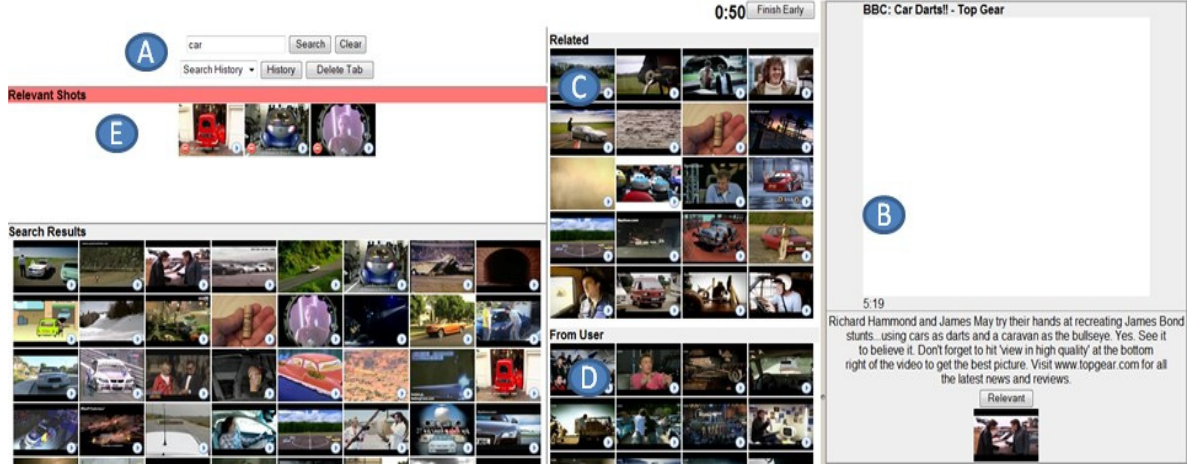 0:50 Finish Early
A
car Search Clear
Search History History Delete Tab
Relevant Shots
E
Search Results
Related
C
From User
D
BBC: Car Darts!! - Top Gear
B
5:19
Richard Hammond and James May try their hands at recreating James Bond
stunts...using cars as darts and a caravan as the bullseye. Yes. See it
to believe it. Don't forget to hit 'view in high quality' at the bottom
right of the video to get the best picture. Visit www.topgear.com for all
the latest news and reviews.
Relevant